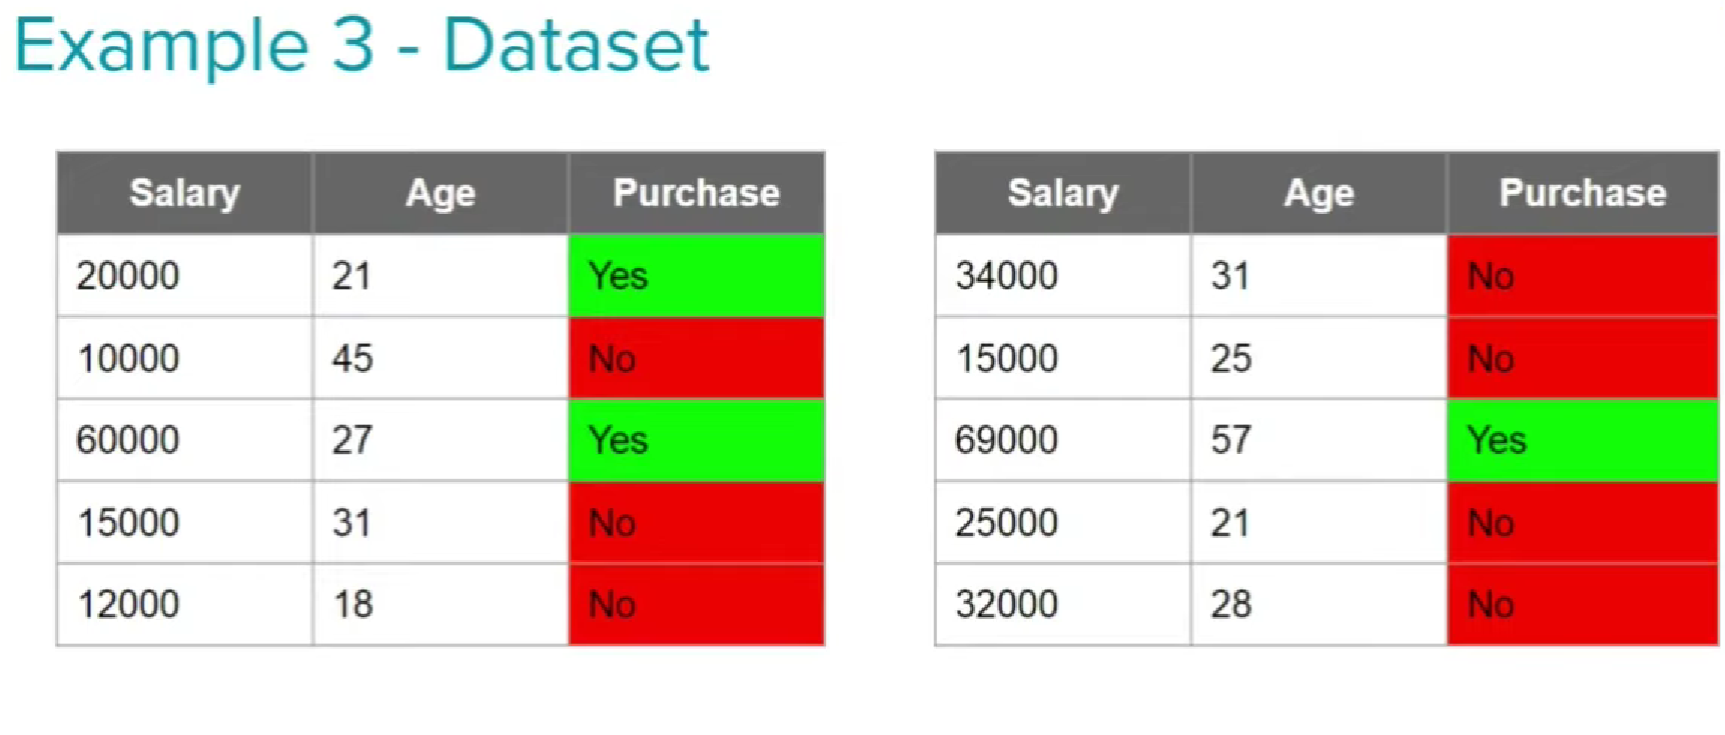 Example 3 - Dataset
Salary Age Purchase
20000 21 Yes
10000 45 No
60000 27 Yes
15000 31 No
12000 18 No
Salary Age Purchase
34000 31 No
15000 25 No
69000 57 Yes
25000 21 No
32000 28 No